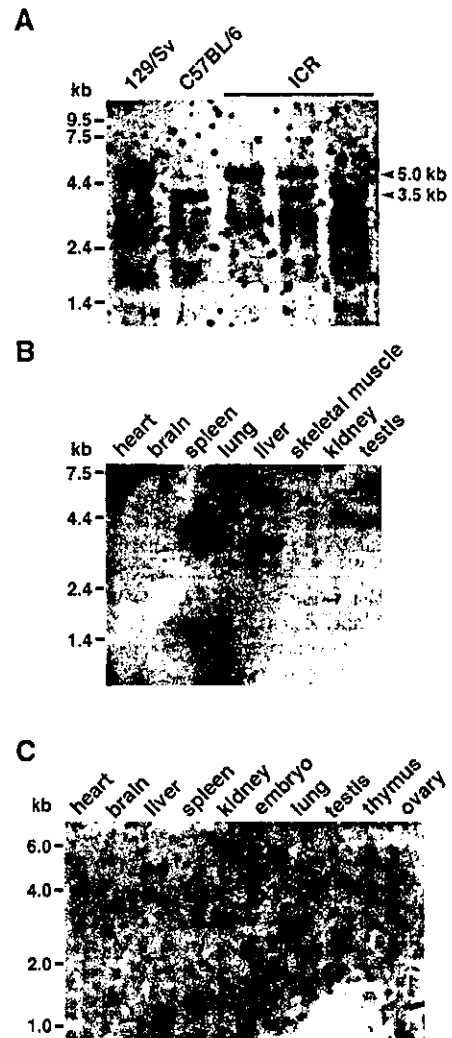 A
129/Sv C57BL/6 ICR
kb
9.5
7.5
4.4
2.4
1.4
5.0 kb
3.5 kb
B
heart brain spleen lung liver skeletal muscle kidney testis
kb
7.5
4.4
2.4
1.4
C
heart brain liver spleen kidney embryo lung testis thymus ovary
kb
6.0
4.0
2.0
1.0